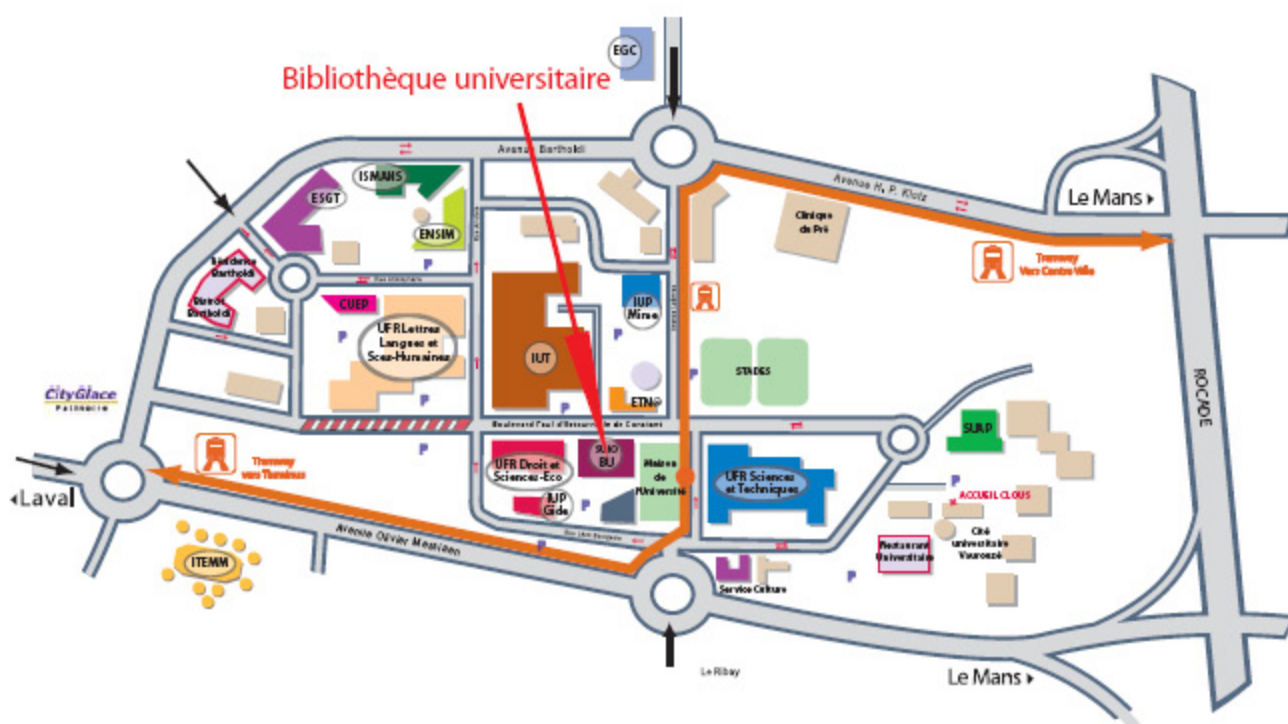 EGC
Bibliothèque universitaire
Avenue Bartholdi
ISMANS
ESGT
ENSIM
Avenue H. P. Klotz
Le Mans
Clinique
du Pré
Tramway
Vers Centre Ville
Résidence
Bartholdi
Bistrot
Bartholdi
CUEP
UFR Lettres
Langues et
Sces-Humaines
IUT
IUP
Mime
P
P
P
P
P
STADES
ETNA
ROCADE
CityGlace
Patinoire
P
P
SUAP
Tramway
vers Terminus
UFR Droit et
Sciences-Eco
SUIO
BU
Maison
de
l'Université
UFR Sciences
et Techniques
P
ACCUEIL CLOUS
Laval
IUP
Gide
P
Avenue Olivier Messiaen
P
Restaurant
Universitaire
Cité
universitaire
Vaurouzé
ITEMM
P
Service Culture
Le Ribay
Le Mans